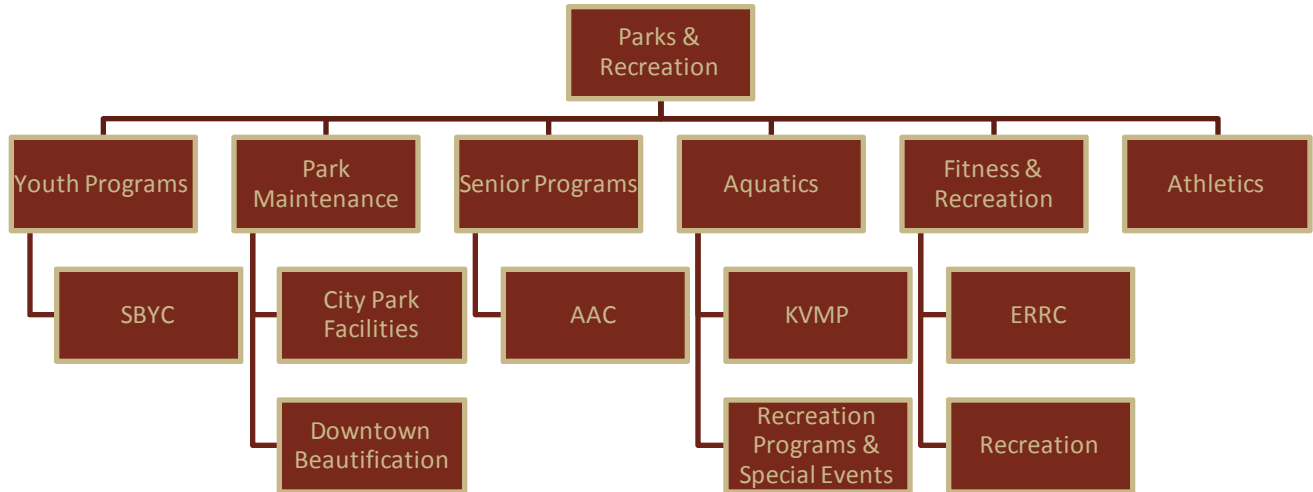 Parks &
Recreation
Youth Programs
Park
Maintenance
Senior Programs
Aquatics
Fitness &
Recreation
Athletics
SBYC
City Park
Facilities
AAC
KVMP
ERRC
Downtown
Beautification
Recreation
Programs &
Special Events
Recreation